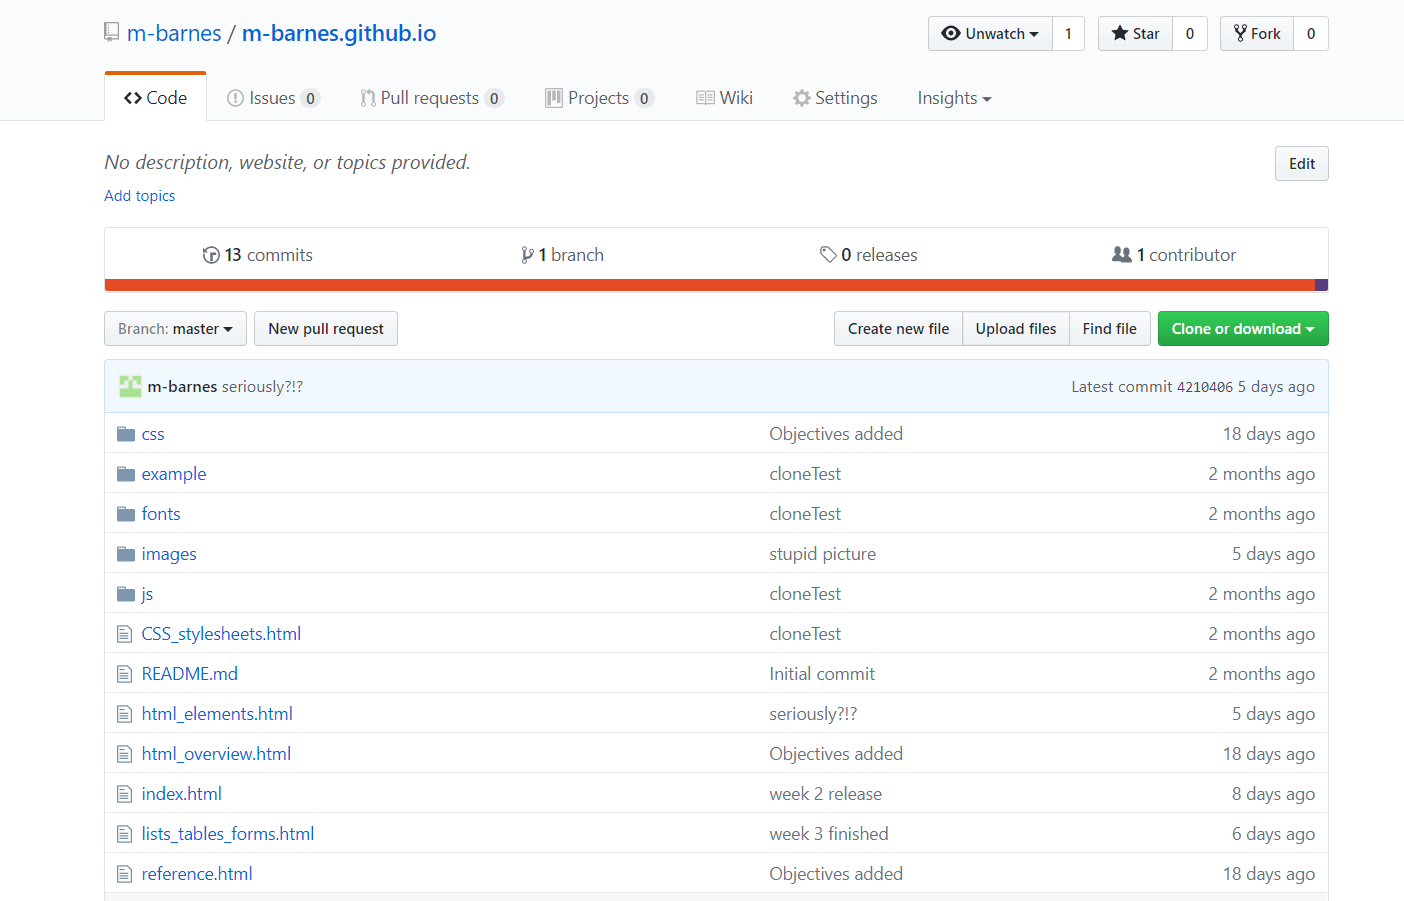 m-barnes / m-barnes.github.io
Unwatch 1 Star 0 Fork 0
Code Issues 0 Pull requests 0 Projects 0 Wiki Settings Insights
No description, website, or topics provided. Edit
Add topics
13 commits 1 branch 0 releases 1 contributor
Branch: master New pull request Create new file Upload files Find file Clone or download
m-barnes seriously?!? Latest commit 4210406 5 days ago
css Objectives added 18 days ago
example cloneTest 2 months ago
fonts cloneTest 2 months ago
images stupid picture 5 days ago
js cloneTest 2 months ago
CSS_stylesheets.html cloneTest 2 months ago
README.md Initial commit 2 months ago
html_elements.html seriously?!? 5 days ago
html_overview.html Objectives added 18 days ago
index.html week 2 release 8 days ago
lists_tables_forms.html week 3 finished 6 days ago
reference.html Objectives added 18 days ago